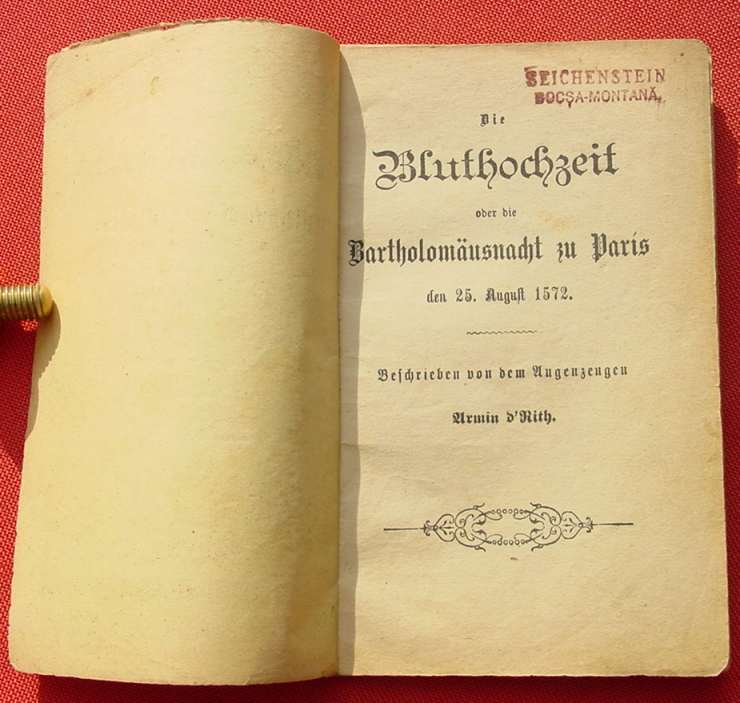 SEICHENSTEIN
BOCȘA-MONTANĂ
Die
Bluthochzeit
oder die
Bartholomäusnacht zu Paris
den 25. August 1572.
Beschrieben von dem Augenzeugen
Armin d'Rith.